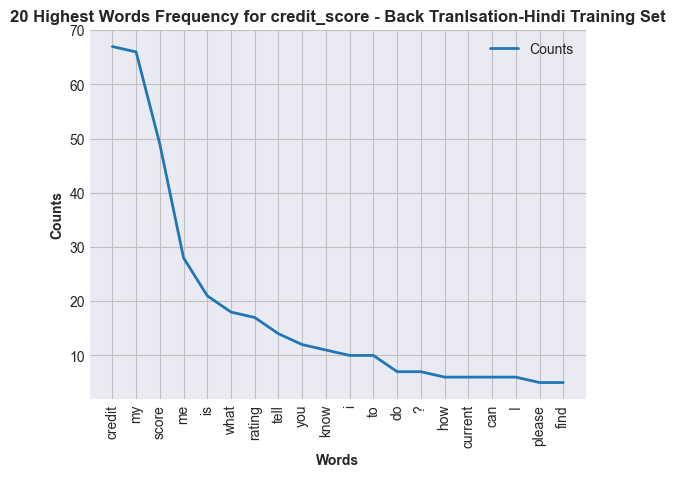 20 Highest Words Frequency for credit_score - Back Tranlsation-Hindi Training Set
Counts
70
60
50
40
30
20
10
Counts
credit
my
score
me
is
what
rating
tell
you
know
i
to
do
?
how
current
can
I
please
find
Words